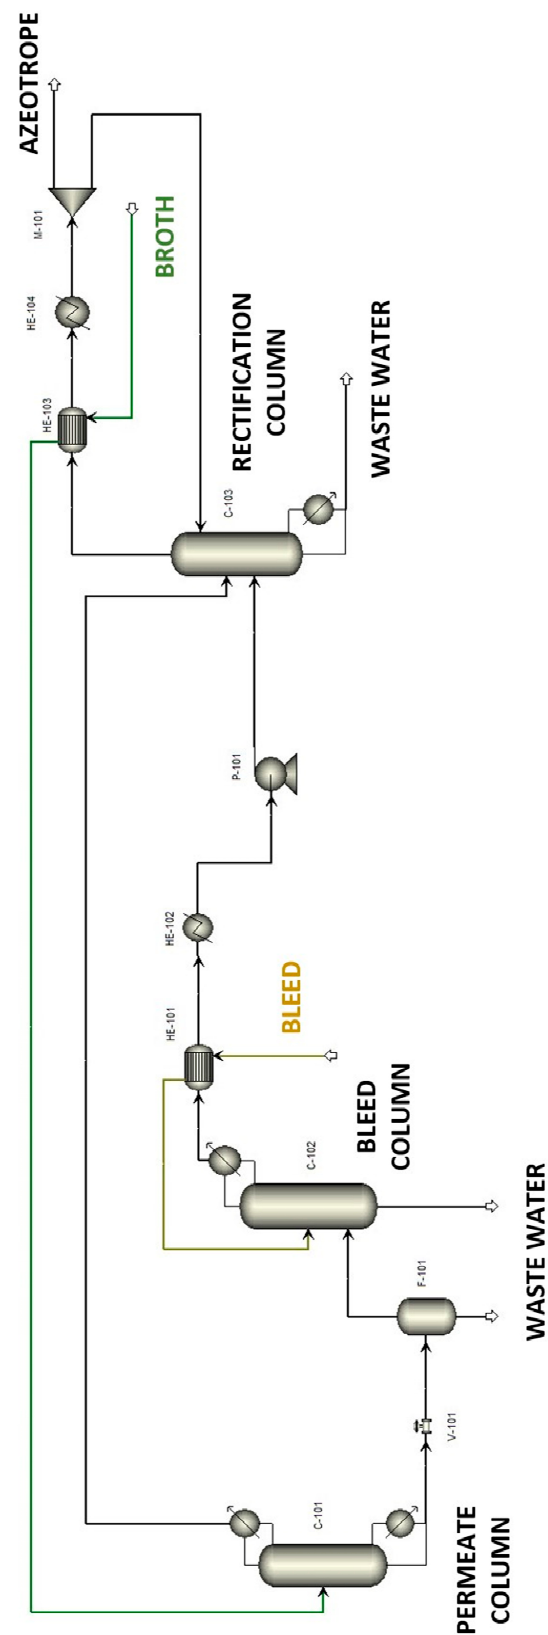 PERMEATE
COLUMN
C-101
V-101
F-101
WASTE WATER
C-102
BLEED
COLUMN
HE-101
BLEED
HE-102
P-101
C-103
RECTIFICATION
COLUMN
WASTE WATER
HE-103
HE-104
BROTH
M-101
AZEOTROPE